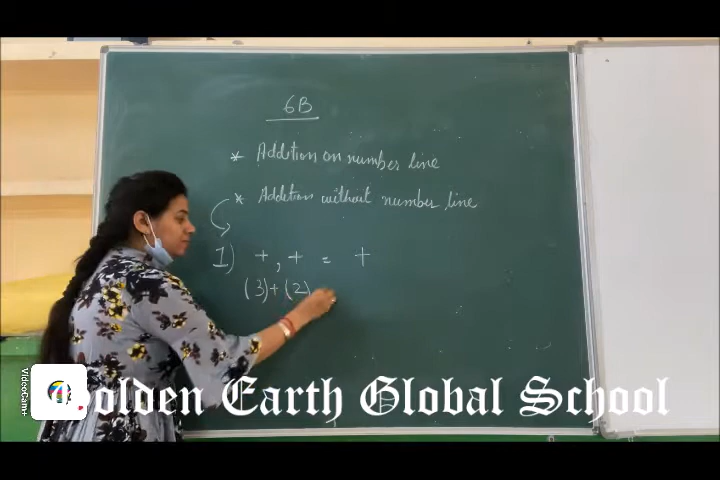 6B
* Addition on number line
* Addition without number line
1) +, + = +
(3)+(2)
Golden Earth Global School
VideoCam+